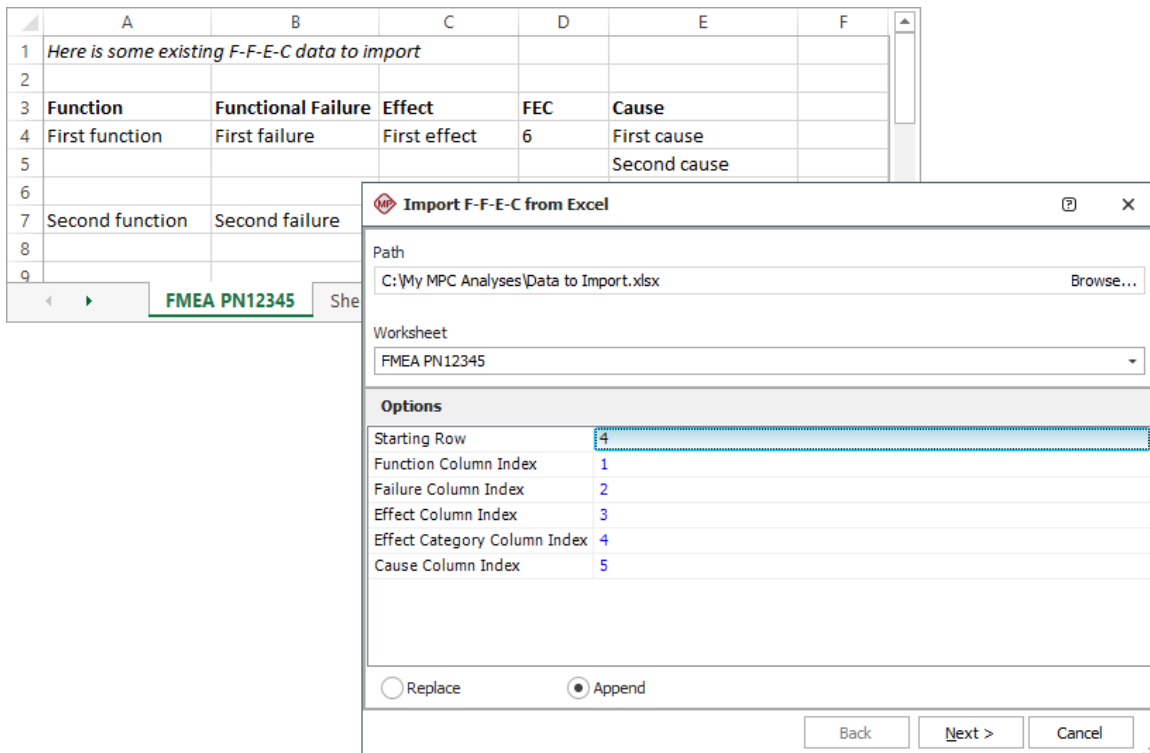 A B C D E F
1 Here is some existing F-F-E-C data to import
2
3 Function Functional Failure Effect FEC Cause
4 First function First failure First effect 6 First cause
5 Second cause
6
7 Second function Second failure
8
9
FMEA PN12345 She
MP Import F-F-E-C from Excel
Path
C:\My MPC Analyses\Data to Import.xlsx Browse...
Worksheet
FMEA PN12345
Options
Starting Row 4
Function Column Index 1
Failure Column Index 2
Effect Column Index 3
Effect Category Column Index 4
Cause Column Index 5
Replace Append
Back Next > Cancel